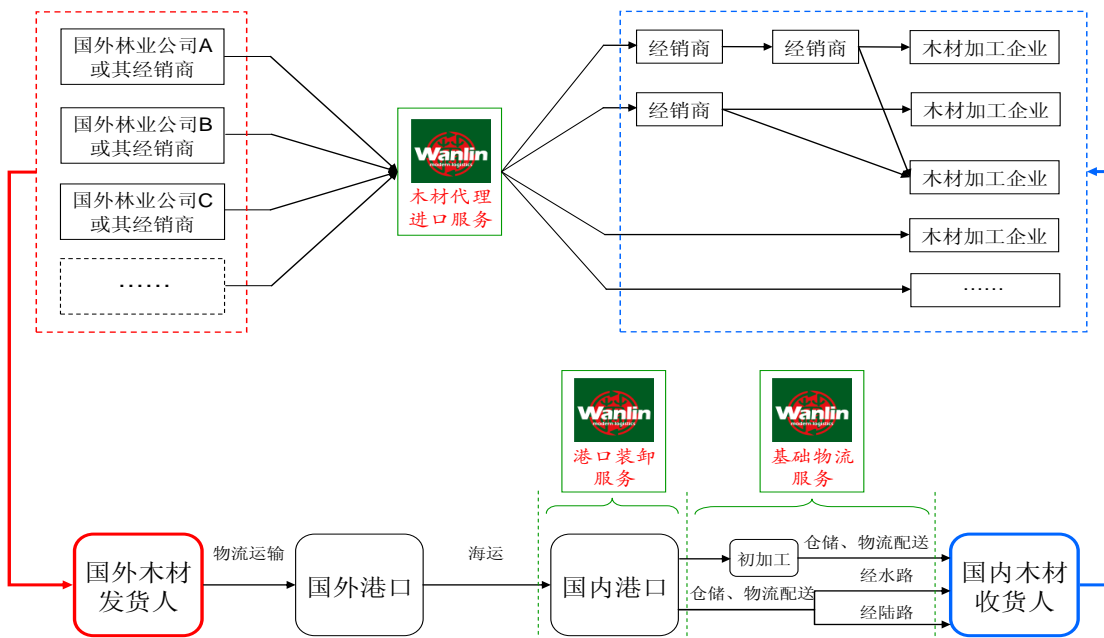 国外林业公司A
或其经销商
国外林业公司B
或其经销商
国外林业公司C
或其经销商
……
Wanlin
modern logistics
木材代理
进口服务
经销商
经销商
木材加工企业
经销商
木材加工企业
木材加工企业
木材加工企业
……
Wanlin
modern logistics
港口装卸
服务
Wanlin
modern logistics
基础物流
服务
国外木材
发货人
物流运输
国外港口
海运
国内港口
初加工
仓储、物流配送
仓储、物流配送
经水路
经陆路
国内木材
收货人